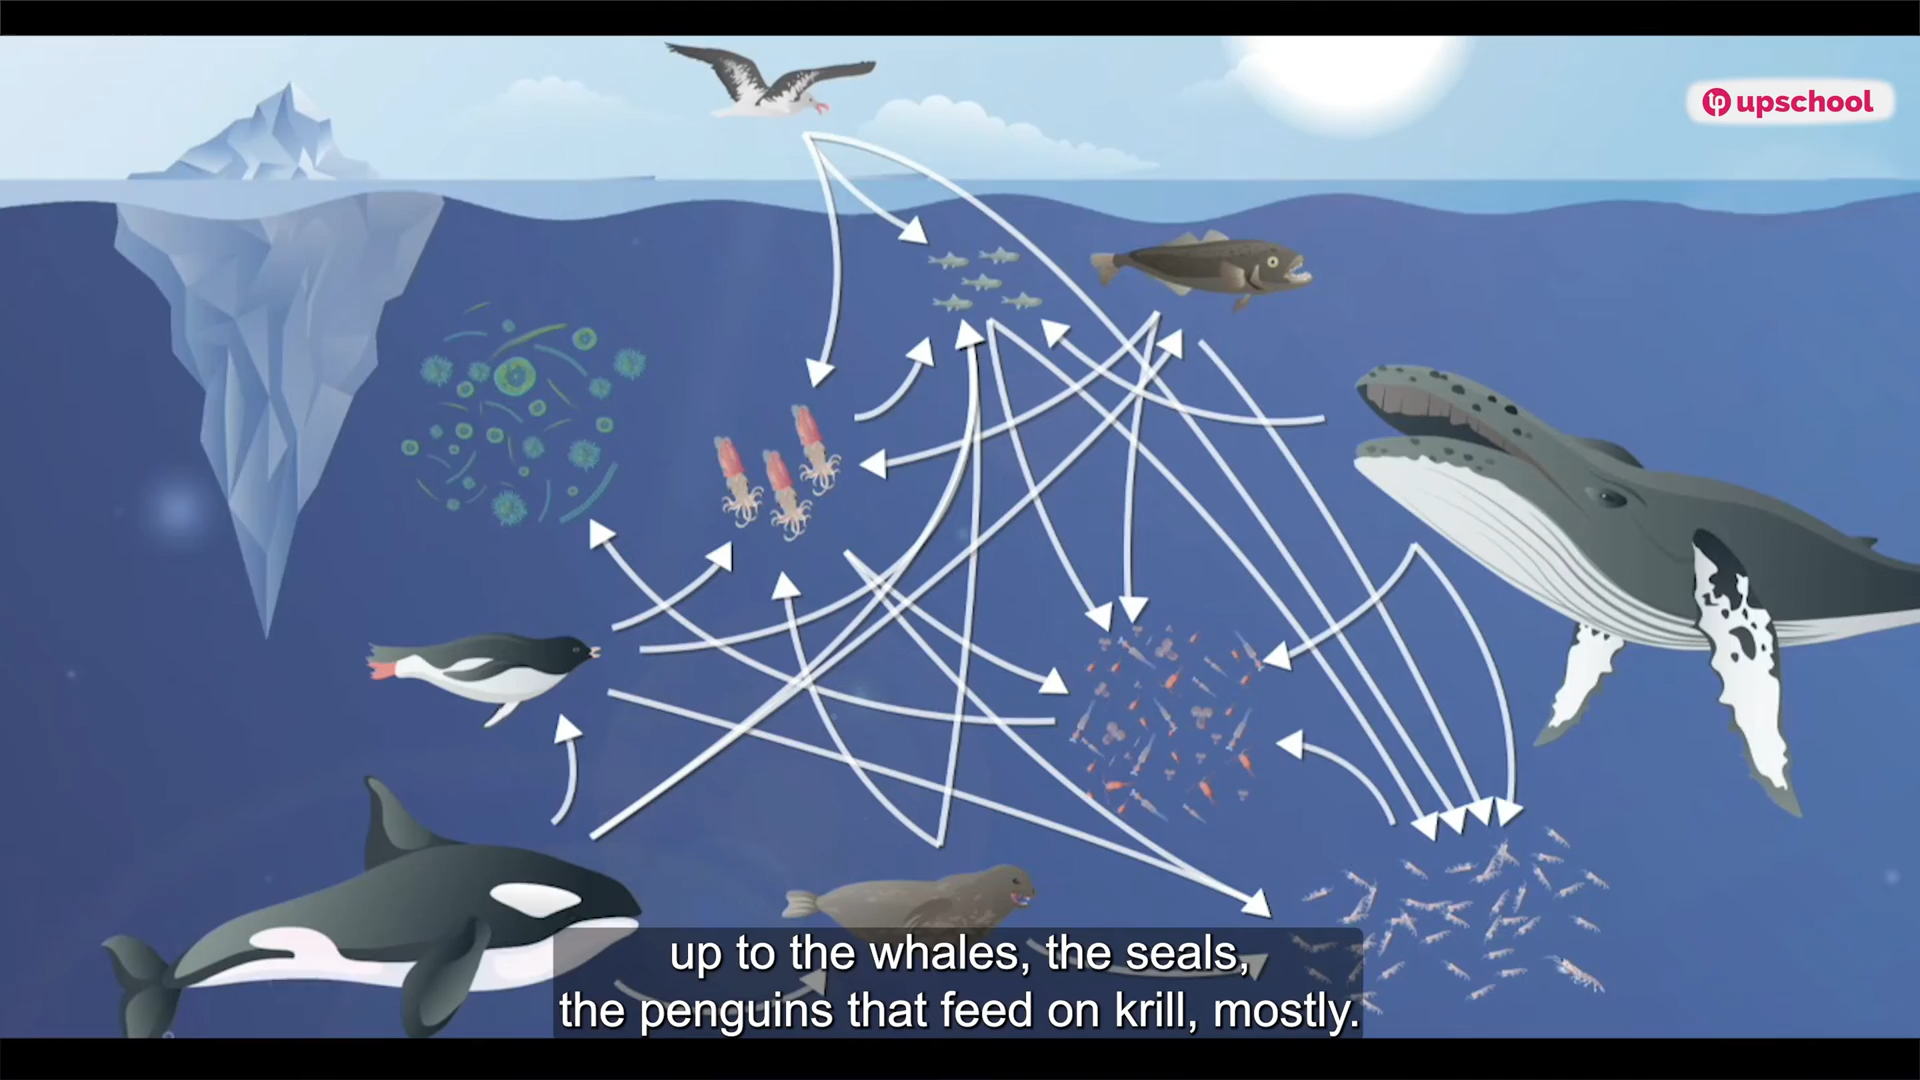 upschool
up to the whales, the seals,
the penguins that feed on krill, mostly.